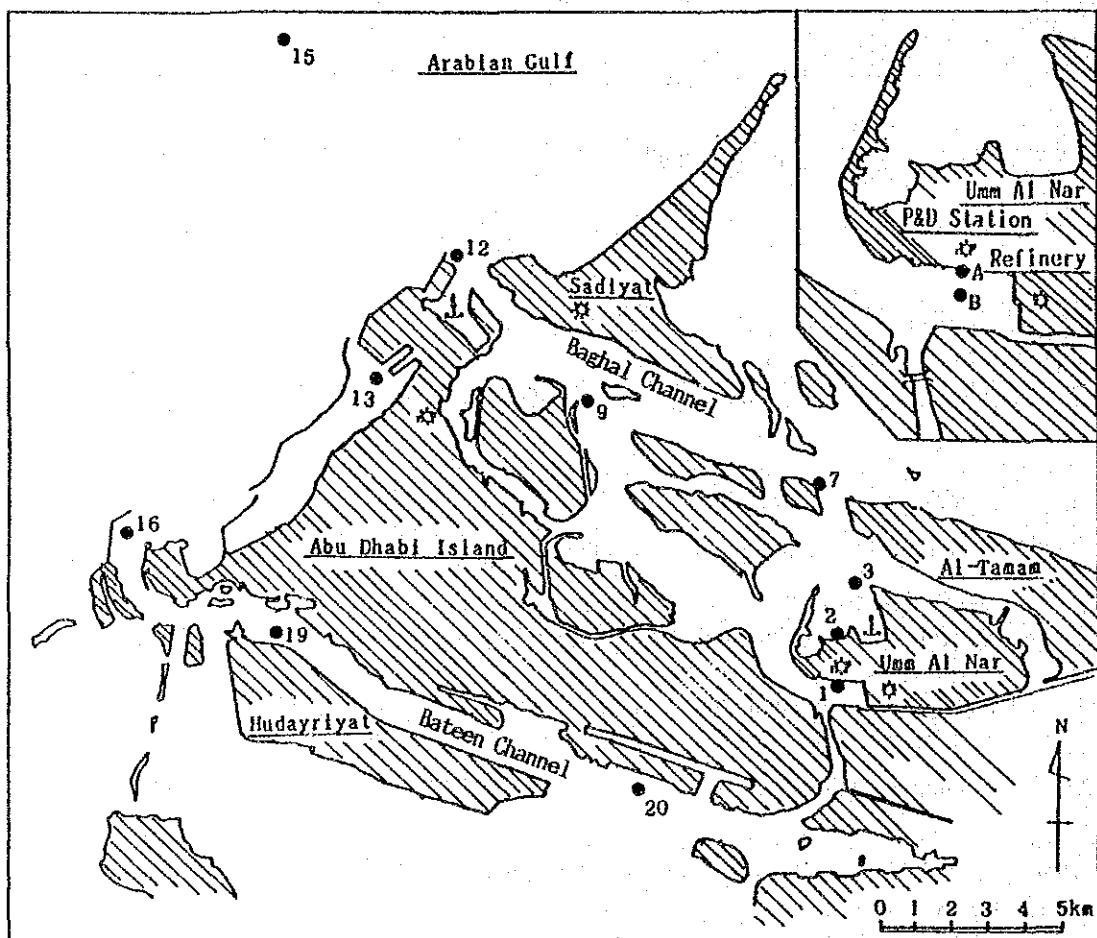 15
Arabian Gulf
Umm Al Nar
P&D Station
Refinery
A
B
12
Sadiyat
Baghal Channel
13
9
7
16
Abu Dhabi Island
Al-Tamam
3
2
19
Umm Al Nar
1
Hudayriyat
Bateen Channel
N
20
0 1 2 3 4 5km